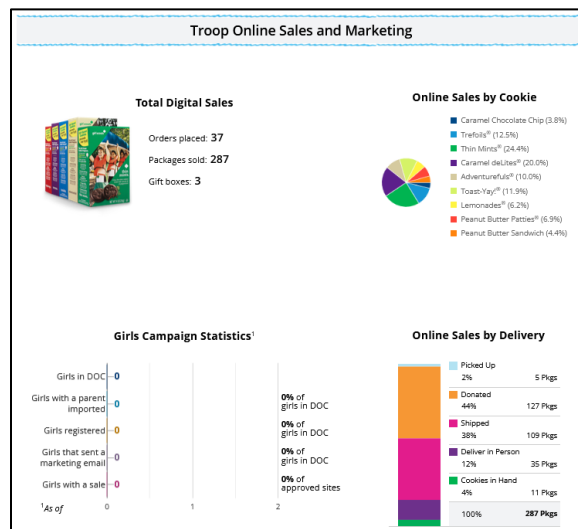 Troop Online Sales and Marketing
Total Digital Sales
Orders placed: 37
Packages sold: 287
Gift boxes: 3
Online Sales by Cookie
Caramel Chocolate Chip (3.8%)
Trefoils® (12.5%)
Thin Mints® (24.4%)
Caramel deLites® (20.0%)
Adventurefuls® (10.0%)
Toast-Yay!® (11.9%)
Lemonades® (6.2%)
Peanut Butter Patties® (6.9%)
Peanut Butter Sandwich (4.4%)
Girls Campaign Statistics¹
Girls in DOC 0
Girls with a parent imported 0
0% of
girls in DOC
Girls registered 0
0% of
girls in DOC
Girls that sent a marketing email 0
0% of
girls in DOC
Girls with a sale 0
0% of
approved sites
0 1 2
¹As of
Online Sales by Delivery
Picked Up
2% 5 Pkgs
Donated
44% 127 Pkgs
Shipped
38% 109 Pkgs
Deliver in Person
12% 35 Pkgs
Cookies in Hand
4% 11 Pkgs
100% 287 Pkgs